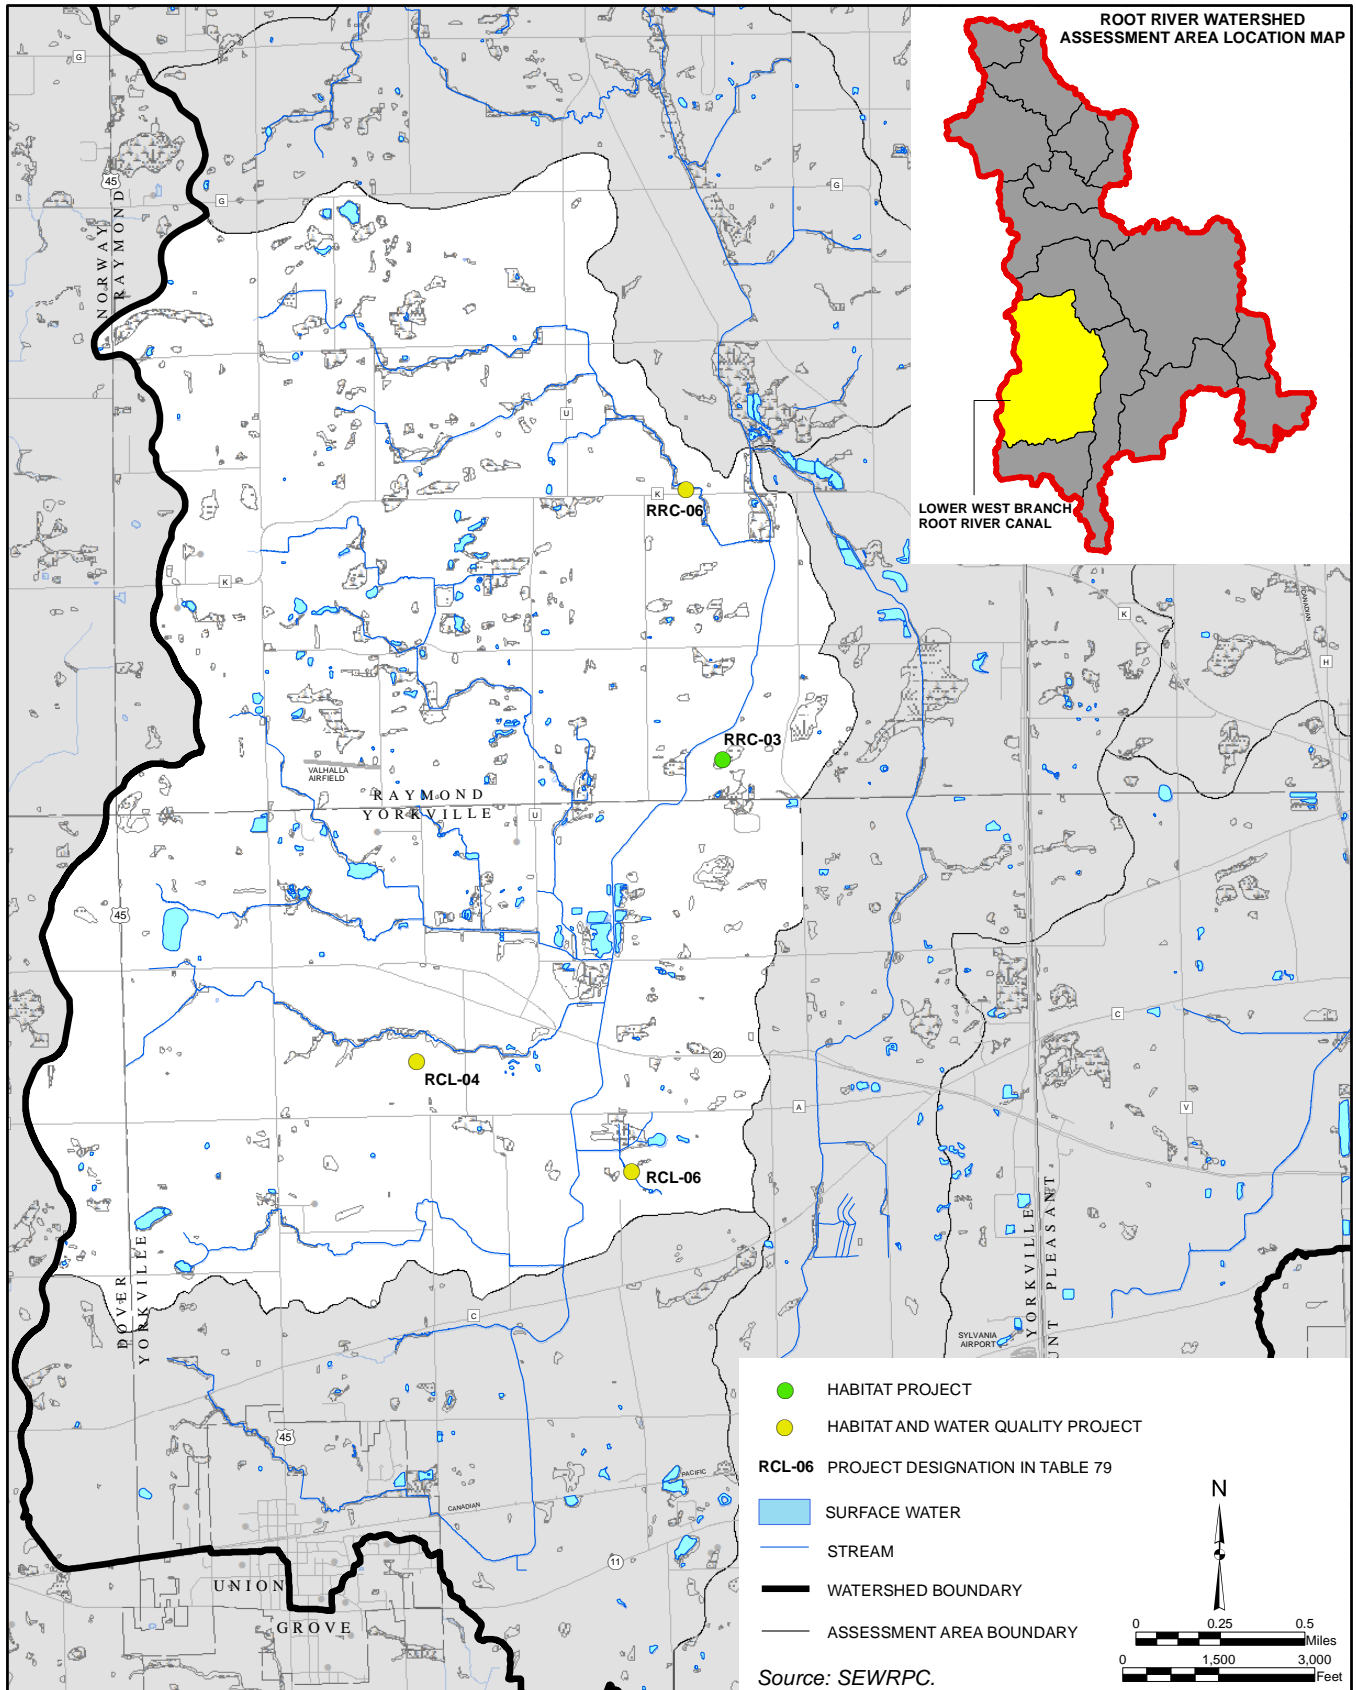 ROOT RIVER WATERSHED
ASSESSMENT AREA LOCATION MAP
LOWER WEST BRANCH
ROOT RIVER CANAL
G
45
NORWAY
RAYMOND
G
G
U
K
RRC-06
K
K
CANADIAN
H
RRC-03
VALHALLA
AIRFIELD
RAYMOND
YORKVILLE
U
45
C
20
RCL-04
A
V
RCL-06
DOVER
YORKVILLE
YORKVILLE
UNT PLEASANT
C
SYLVANIA
AIRPORT
45
CANADIAN
PACIFIC
11
UNION
GROVE
HABITAT PROJECT
HABITAT AND WATER QUALITY PROJECT
RCL-06 PROJECT DESIGNATION IN TABLE 79
SURFACE WATER
STREAM
WATERSHED BOUNDARY
ASSESSMENT AREA BOUNDARY
Source: SEWRPC.
N
0 0.25 0.5
Miles
0 1,500 3,000
Feet